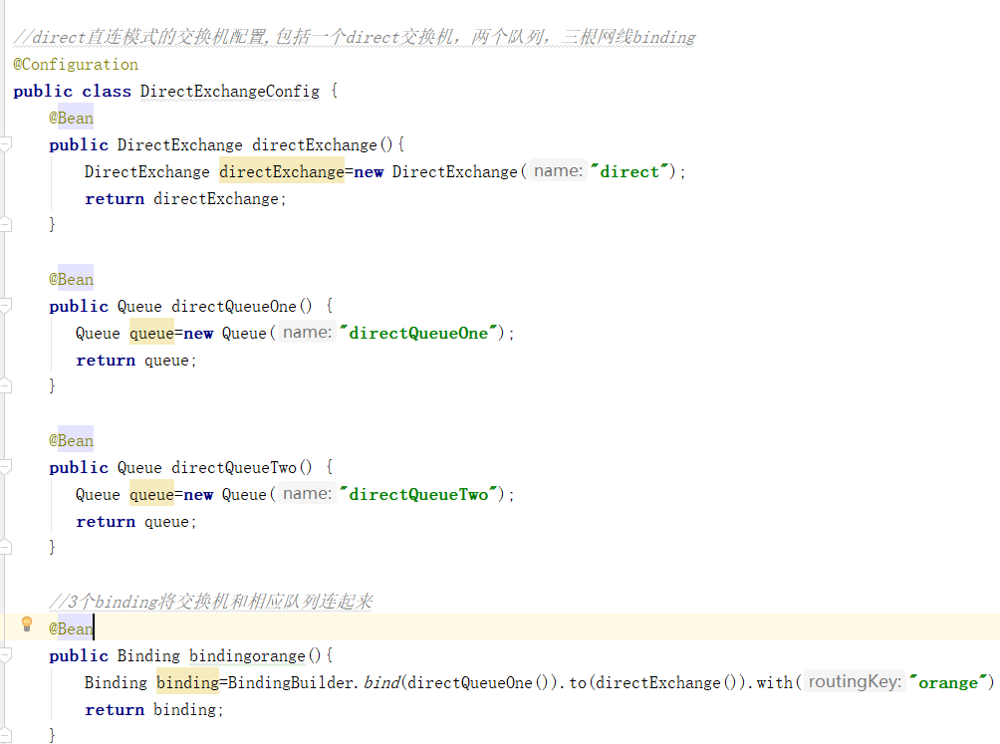 //direct直连模式的交换机配置,包括一个direct交换机，两个队列，三根网线binding
@Configuration
public class DirectExchangeConfig {
@Bean
public DirectExchange directExchange(){
DirectExchange directExchange=new DirectExchange( name: "direct");
return directExchange;
}
@Bean
public Queue directQueueOne() {
Queue queue=new Queue( name: "directQueueOne");
return queue;
}
@Bean
public Queue directQueueTwo() {
Queue queue=new Queue( name: "directQueueTwo");
return queue;
}
//3个binding将交换机和相应队列连起来
@Bean
public Binding bindingorange(){
Binding binding=BindingBuilder.bind(directQueueOne()).to(directExchange()).with( routingKey: "orange")
return binding;
}